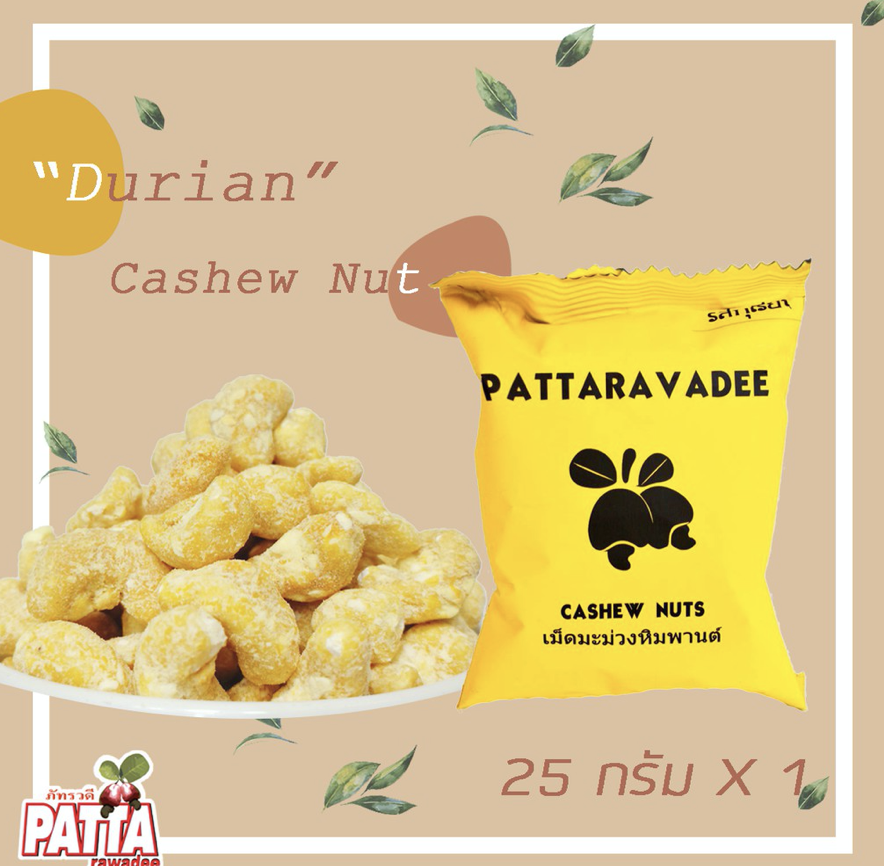 “Durian”
Cashew Nut
รสทุเรียน
PATTARAVADEE
CASHEW NUTS
เม็ดมะม่วงหิมพานต์
25 กรัม X 1
ภัทรวดี
PATTA
rawadee